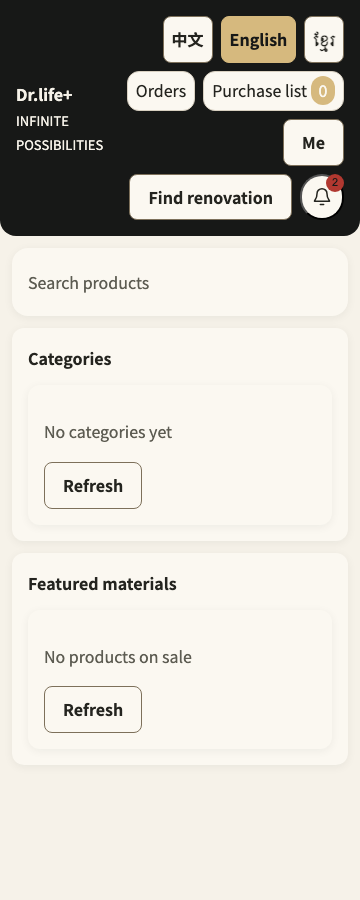 中文
English
ខ្មែរ
Dr.life+
INFINITE
POSSIBILITIES
Orders
Purchase list 0
Me
Find renovation
2
Search products
Categories
No categories yet
Refresh
Featured materials
No products on sale
Refresh